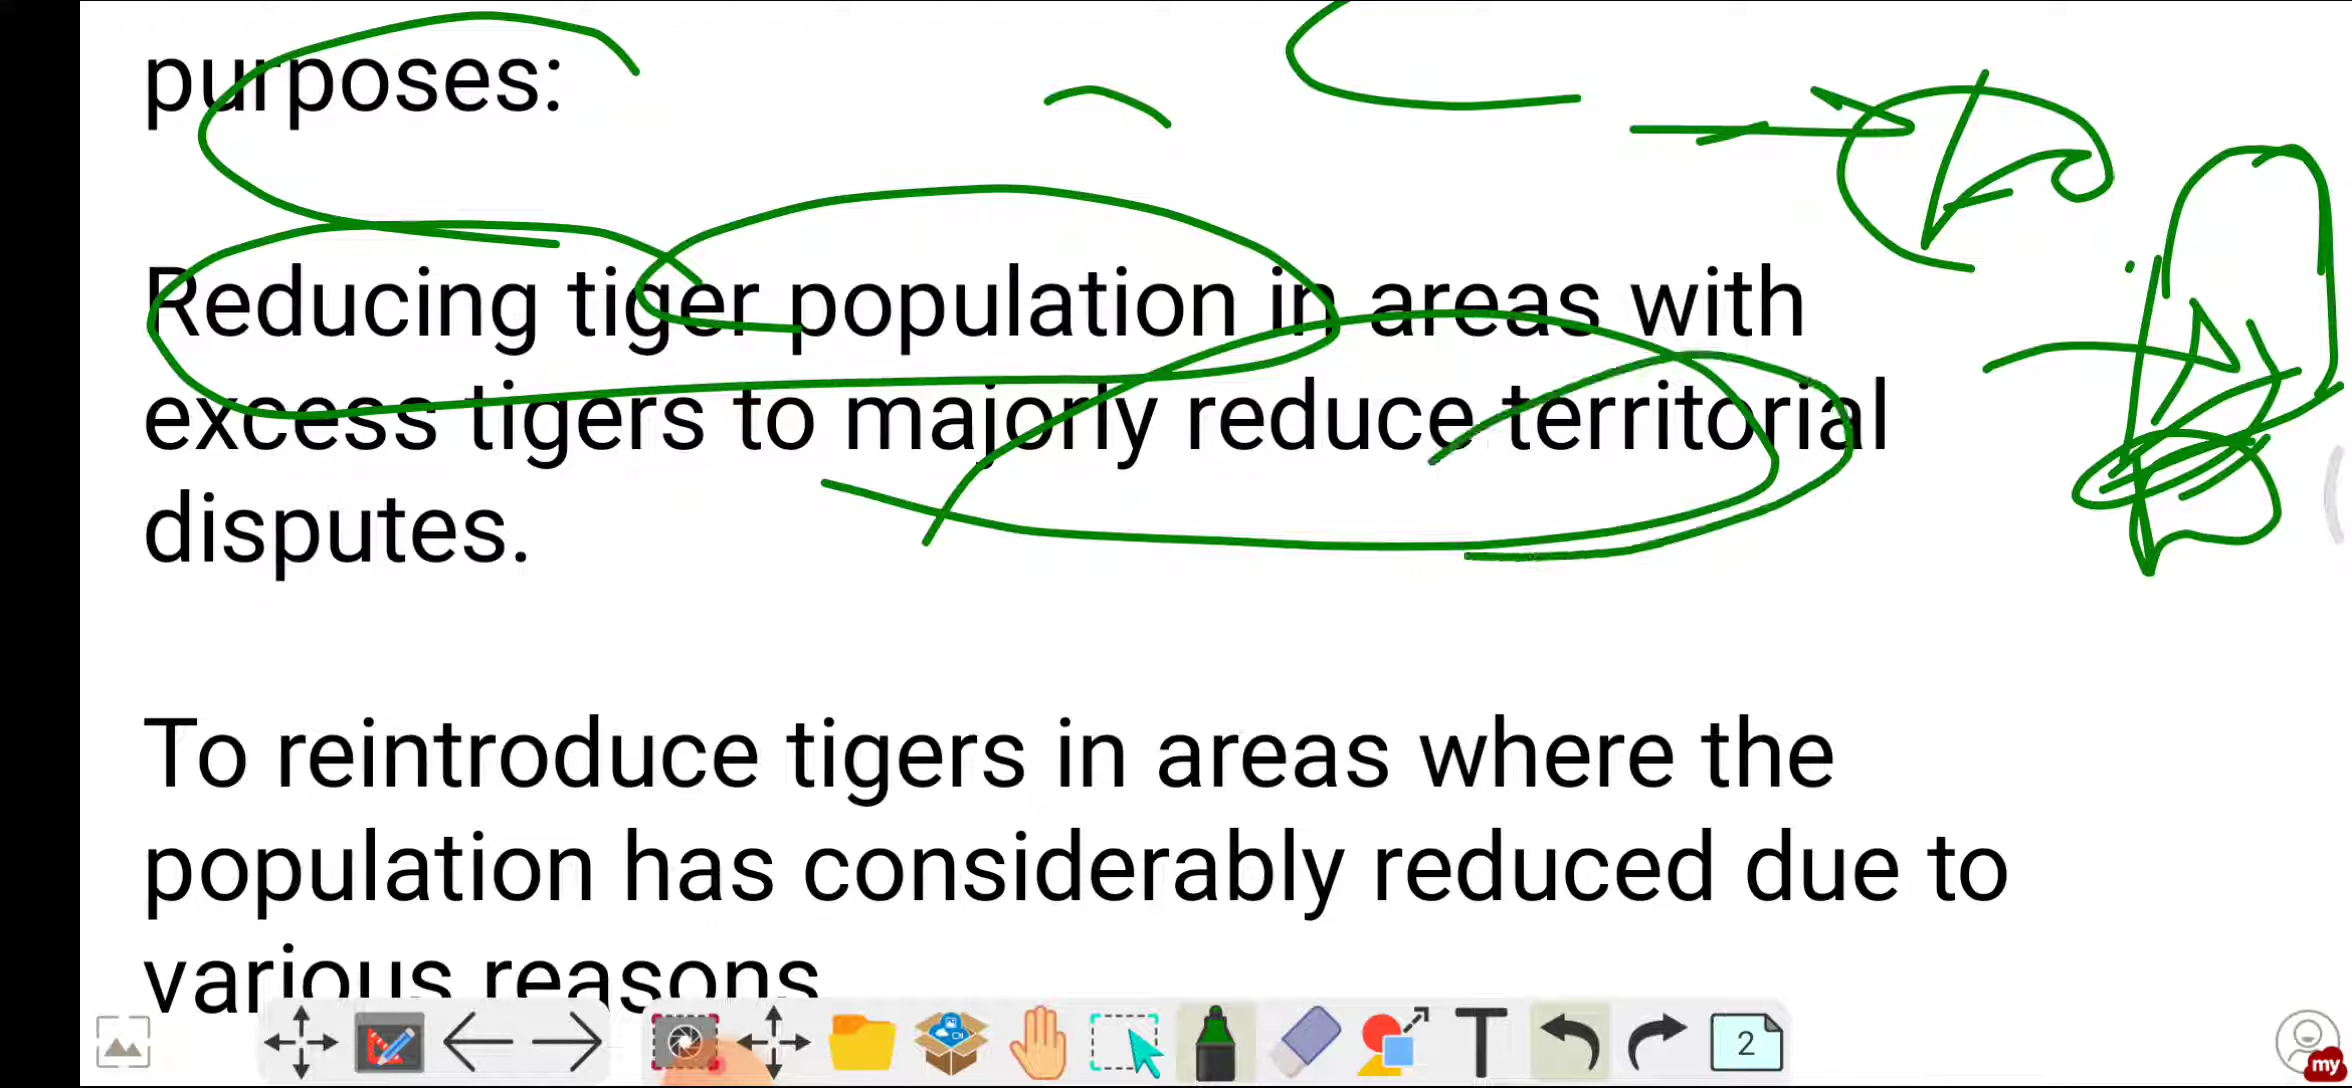 purposes:
Reducing tiger population in areas with
excess tigers to majorly reduce territorial
disputes.
To reintroduce tigers in areas where the
population has considerably reduced due to
various reasons
T
2
my